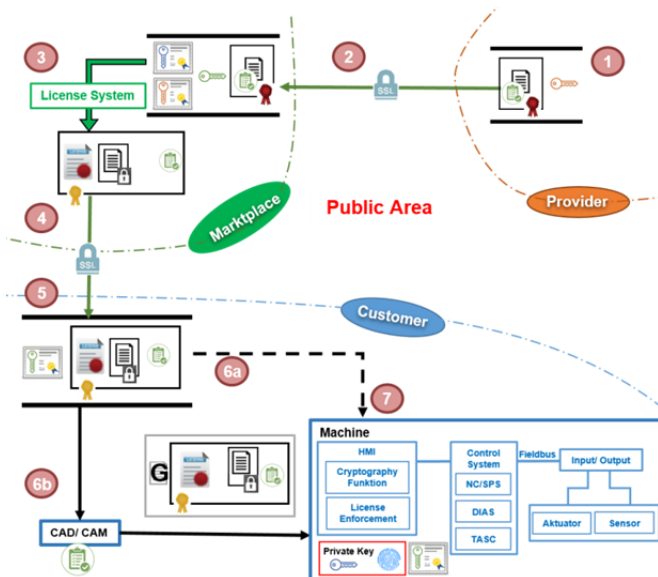 3
2
1
License System
SSL
Public Area
Provider
Marktplace
4
SSL
5
Customer
6a
7
Machine
HMI
Control
System
Fieldbus
Input/ Output
Cryptography
Funktion
NC/SPS
G
License
Enforcement
DIAS
Aktuator
Sensor
6b
TASC
CAD/ CAM
Private Key